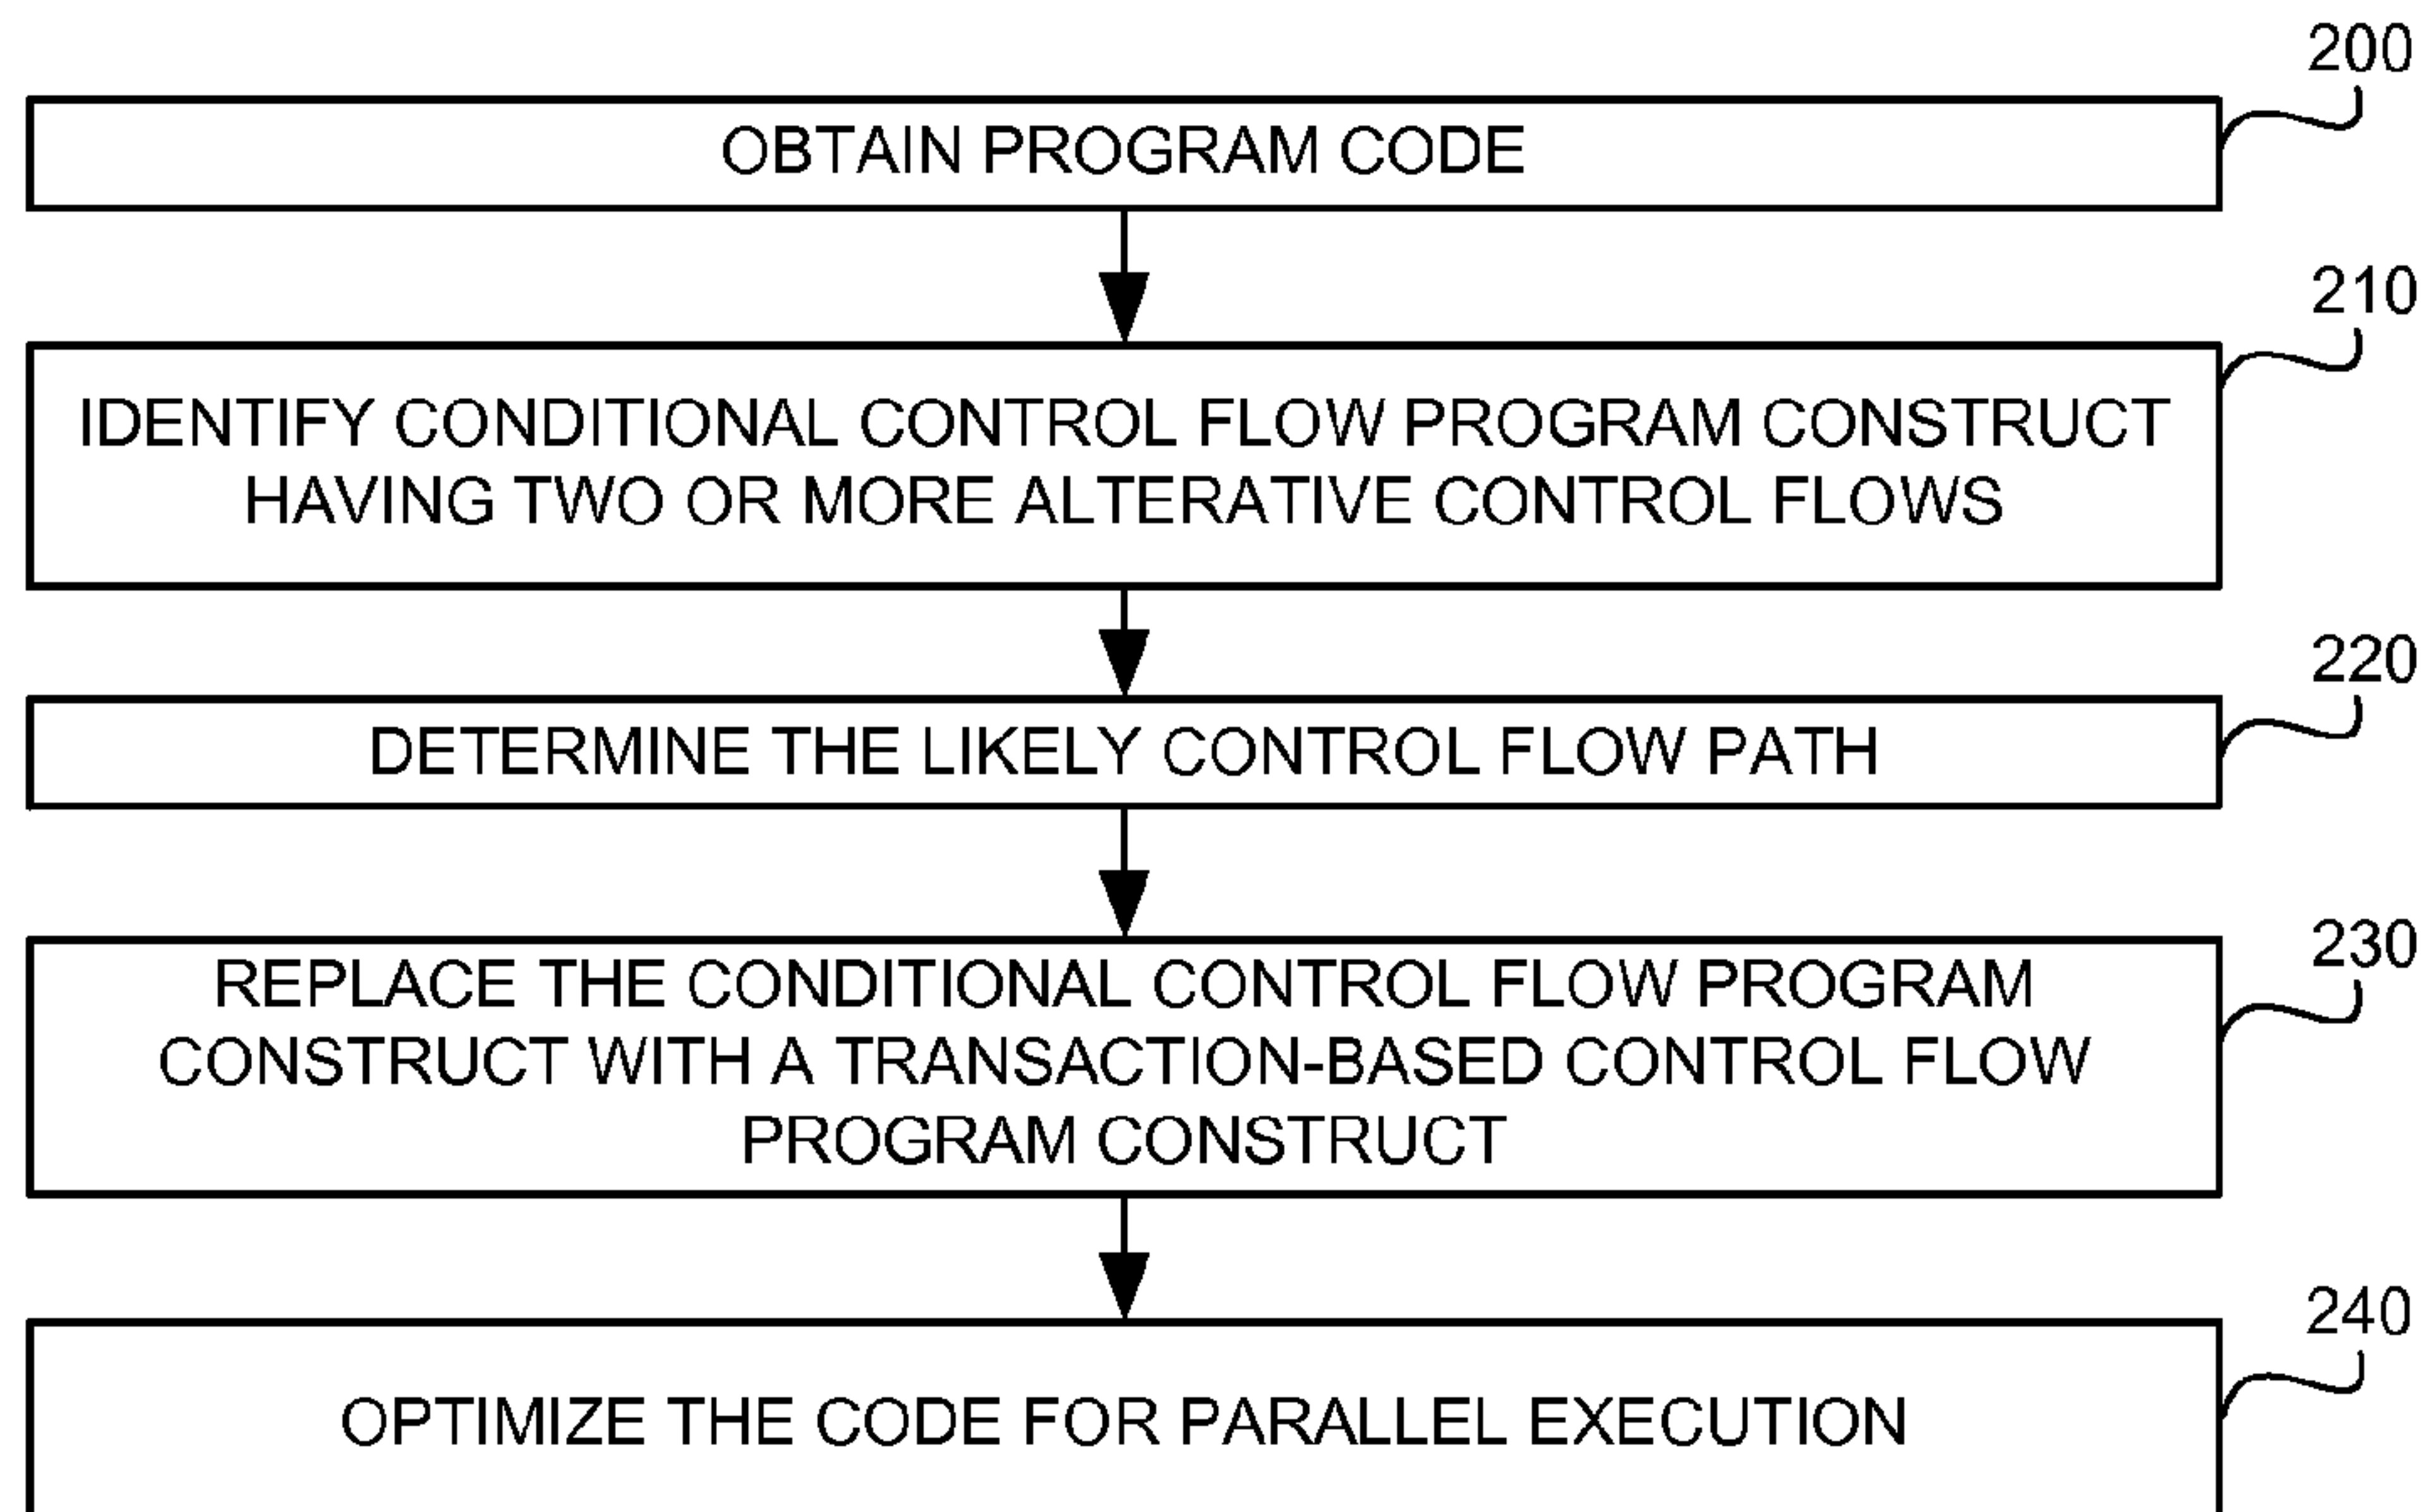 200
OBTAIN PROGRAM CODE
210
IDENTIFY CONDITIONAL CONTROL FLOW PROGRAM CONSTRUCT
HAVING TWO OR MORE ALTERATIVE CONTROL FLOWS
220
DETERMINE THE LIKELY CONTROL FLOW PATH
230
REPLACE THE CONDITIONAL CONTROL FLOW PROGRAM
CONSTRUCT WITH A TRANSACTION-BASED CONTROL FLOW
PROGRAM CONSTRUCT
240
OPTIMIZE THE CODE FOR PARALLEL EXECUTION